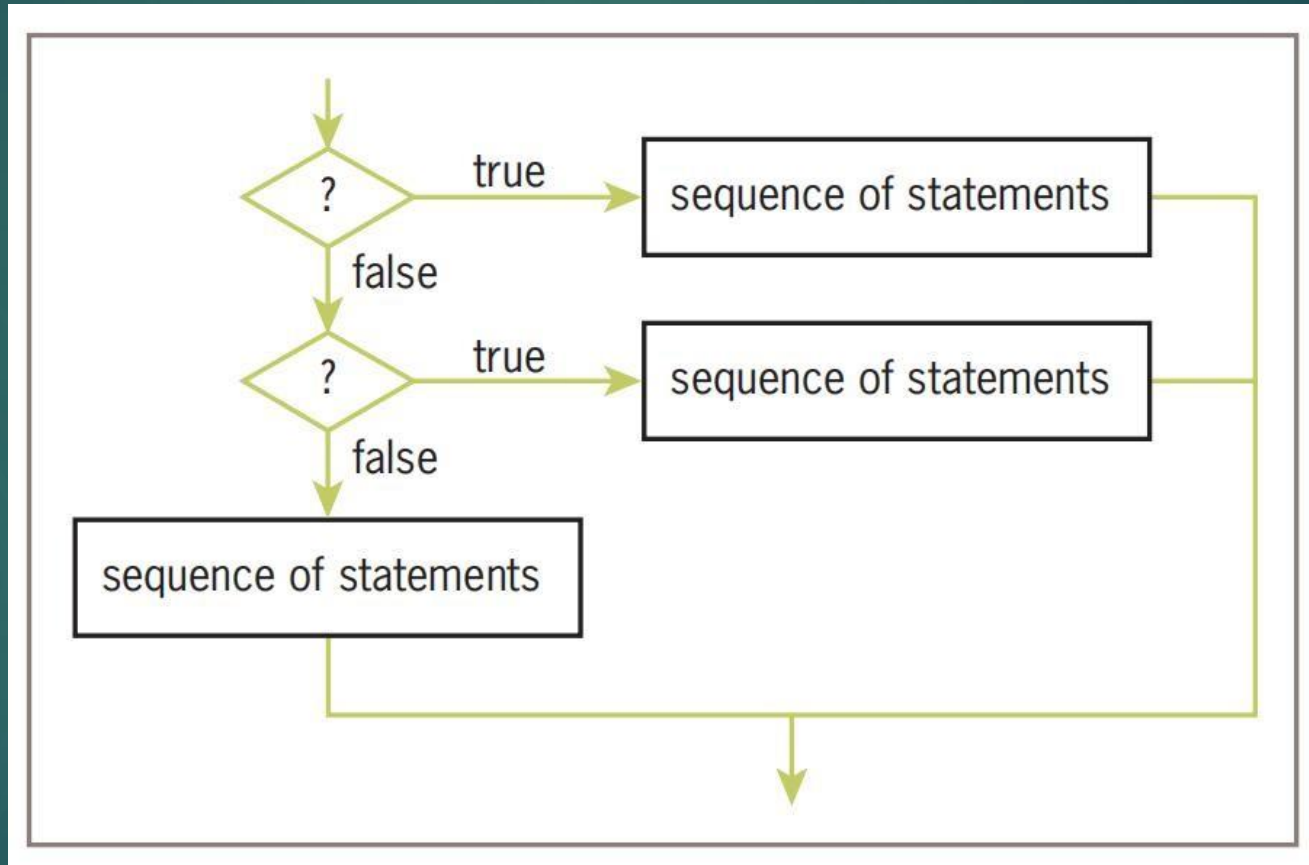 ?
true
sequence of statements
false
?
true
sequence of statements
false
sequence of statements